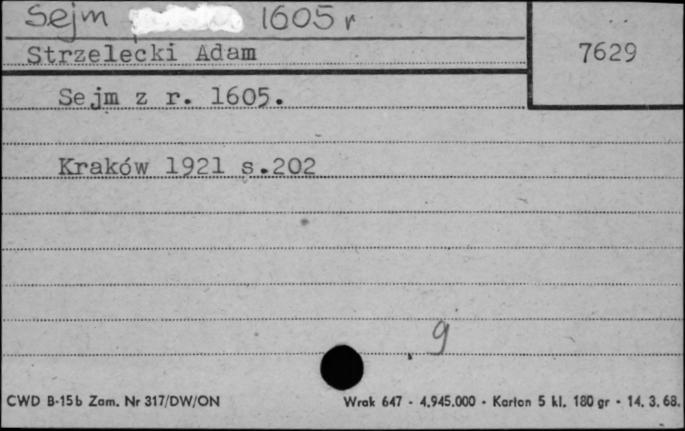 Sejm 1605 r
Strzelecki Adam
7629
Sejm z r. 1605.
Kraków 1921 s.202
g
CWD B-15b Zam. Nr 317/DW/ON
Wrak 647 - 4.945.000 - Karton 5 kl. 180 gr - 14. 3. 68.